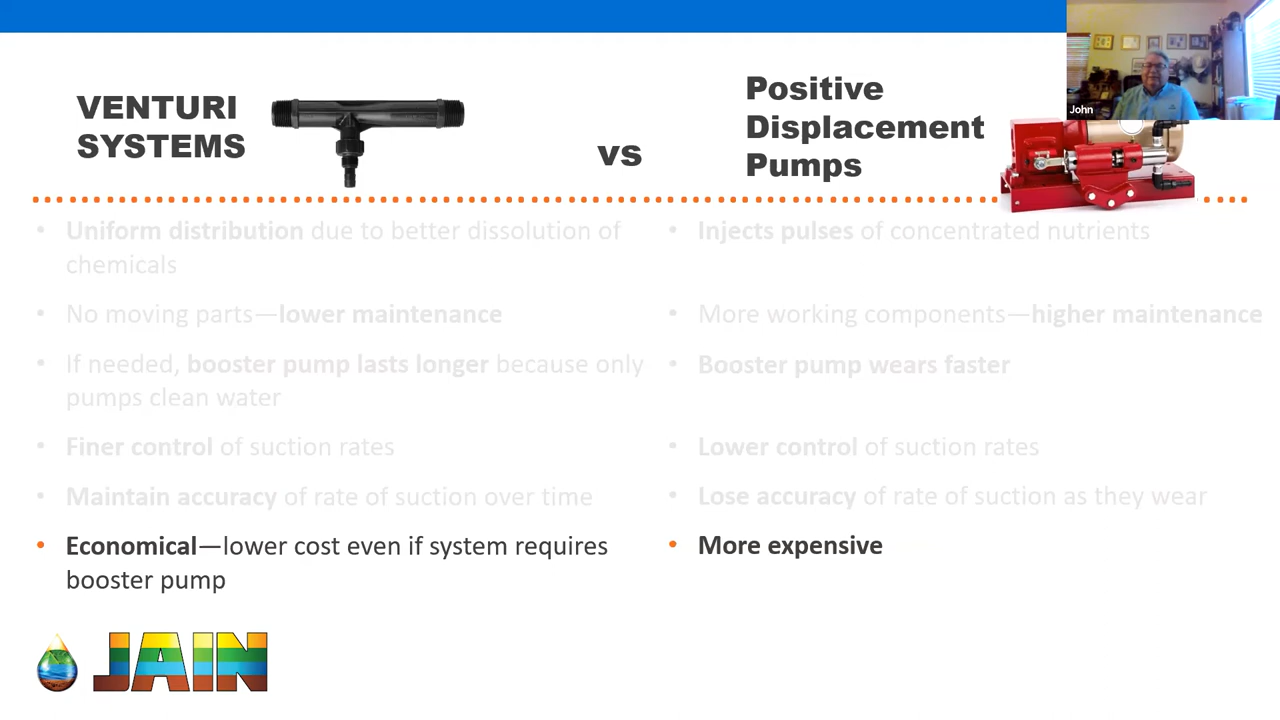 John
VENTURI
SYSTEMS
vs
Positive
Displacement
Pumps
• Uniform distribution due to better dissolution of
chemicals
• No moving parts—lower maintenance
• If needed, booster pump lasts longer because only
pumps clean water
• Finer control of suction rates
• Maintain accuracy of rate of suction over time
• Economical—lower cost even if system requires
booster pump
• Injects pulses of concentrated nutrients
• More working components—higher maintenance
• Booster pump wears faster
• Lower control of suction rates
• Lose accuracy of rate of suction as they wear
• More expensive
JAIN